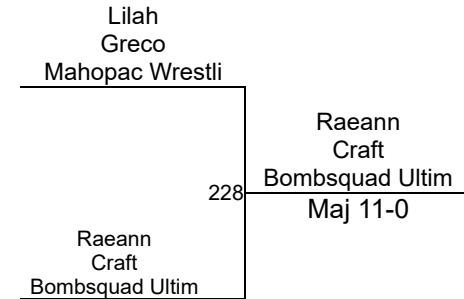 Lilah
Greco
Mahopac Wrestli
Raeann
Craft
Bombsquad Ultim
228
Maj 11-0
Raeann
Craft
Bombsquad Ultim